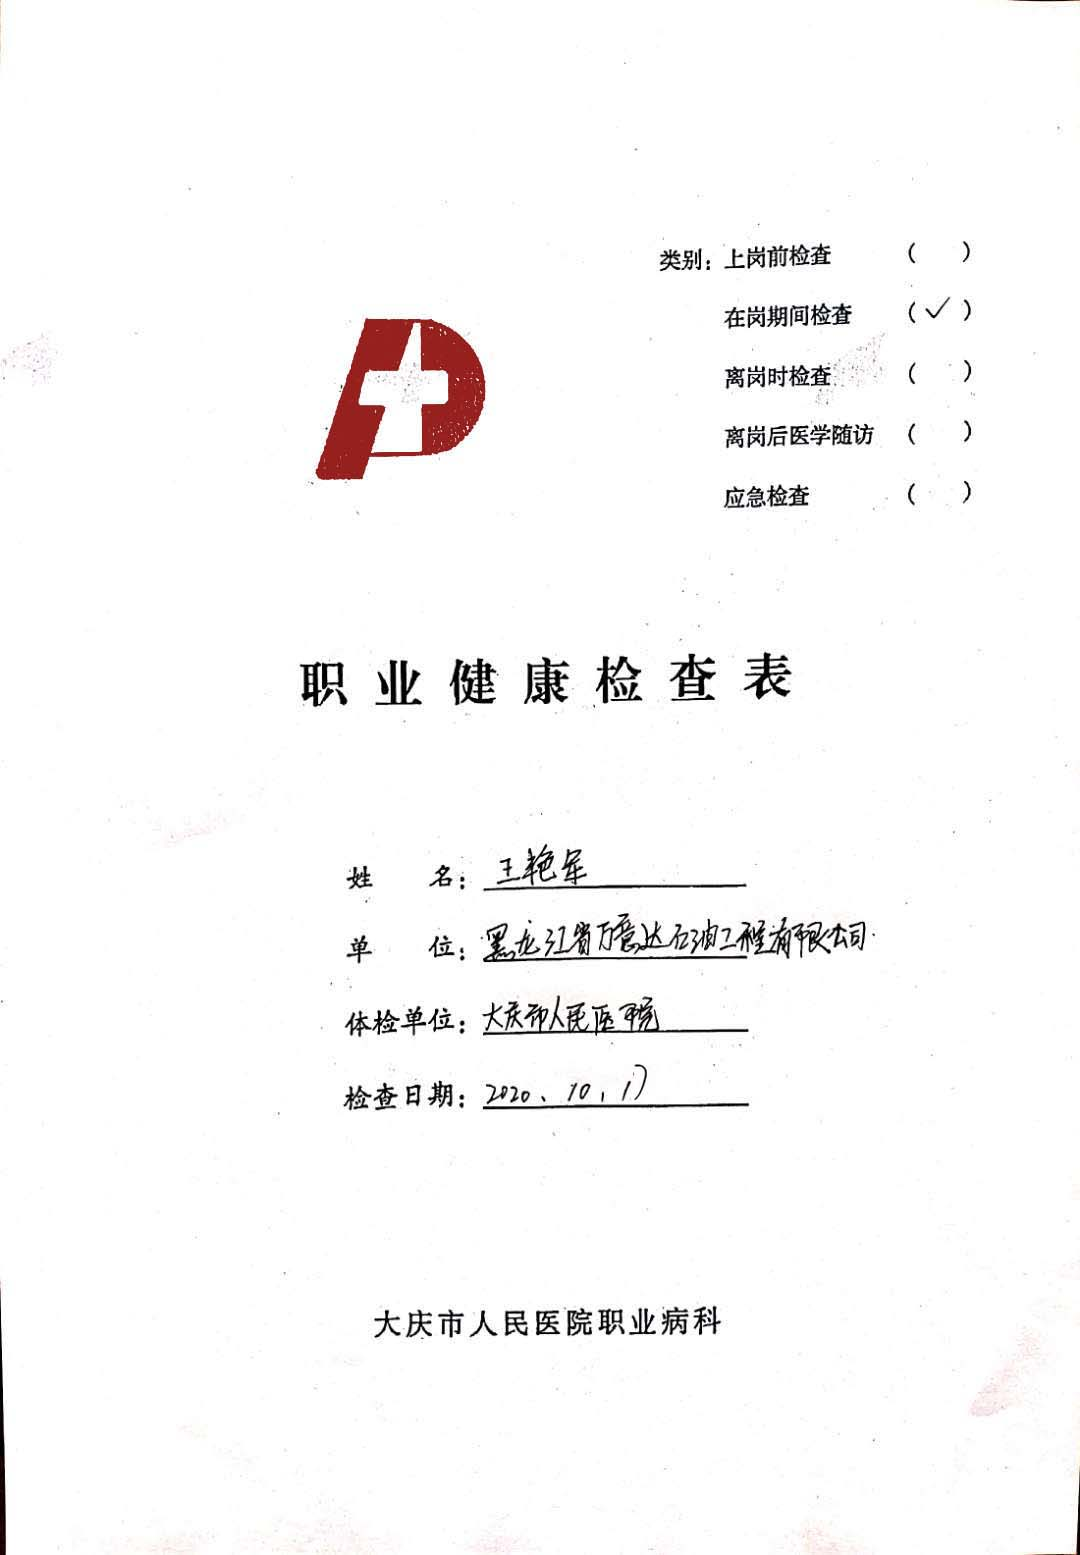 类别：上岗前检查 （ ）
在岗期间检查 （✓）
离岗时检查 （ ）
离岗后医学随访 （ ）
应急检查 （ ）
职业健康检查表
姓 名：王艳军
单 位：黑龙江省万意达石油工程有限公司
体检单位：大庆市人民医院
检查日期：2020、10、17
大庆市人民医院职业病科